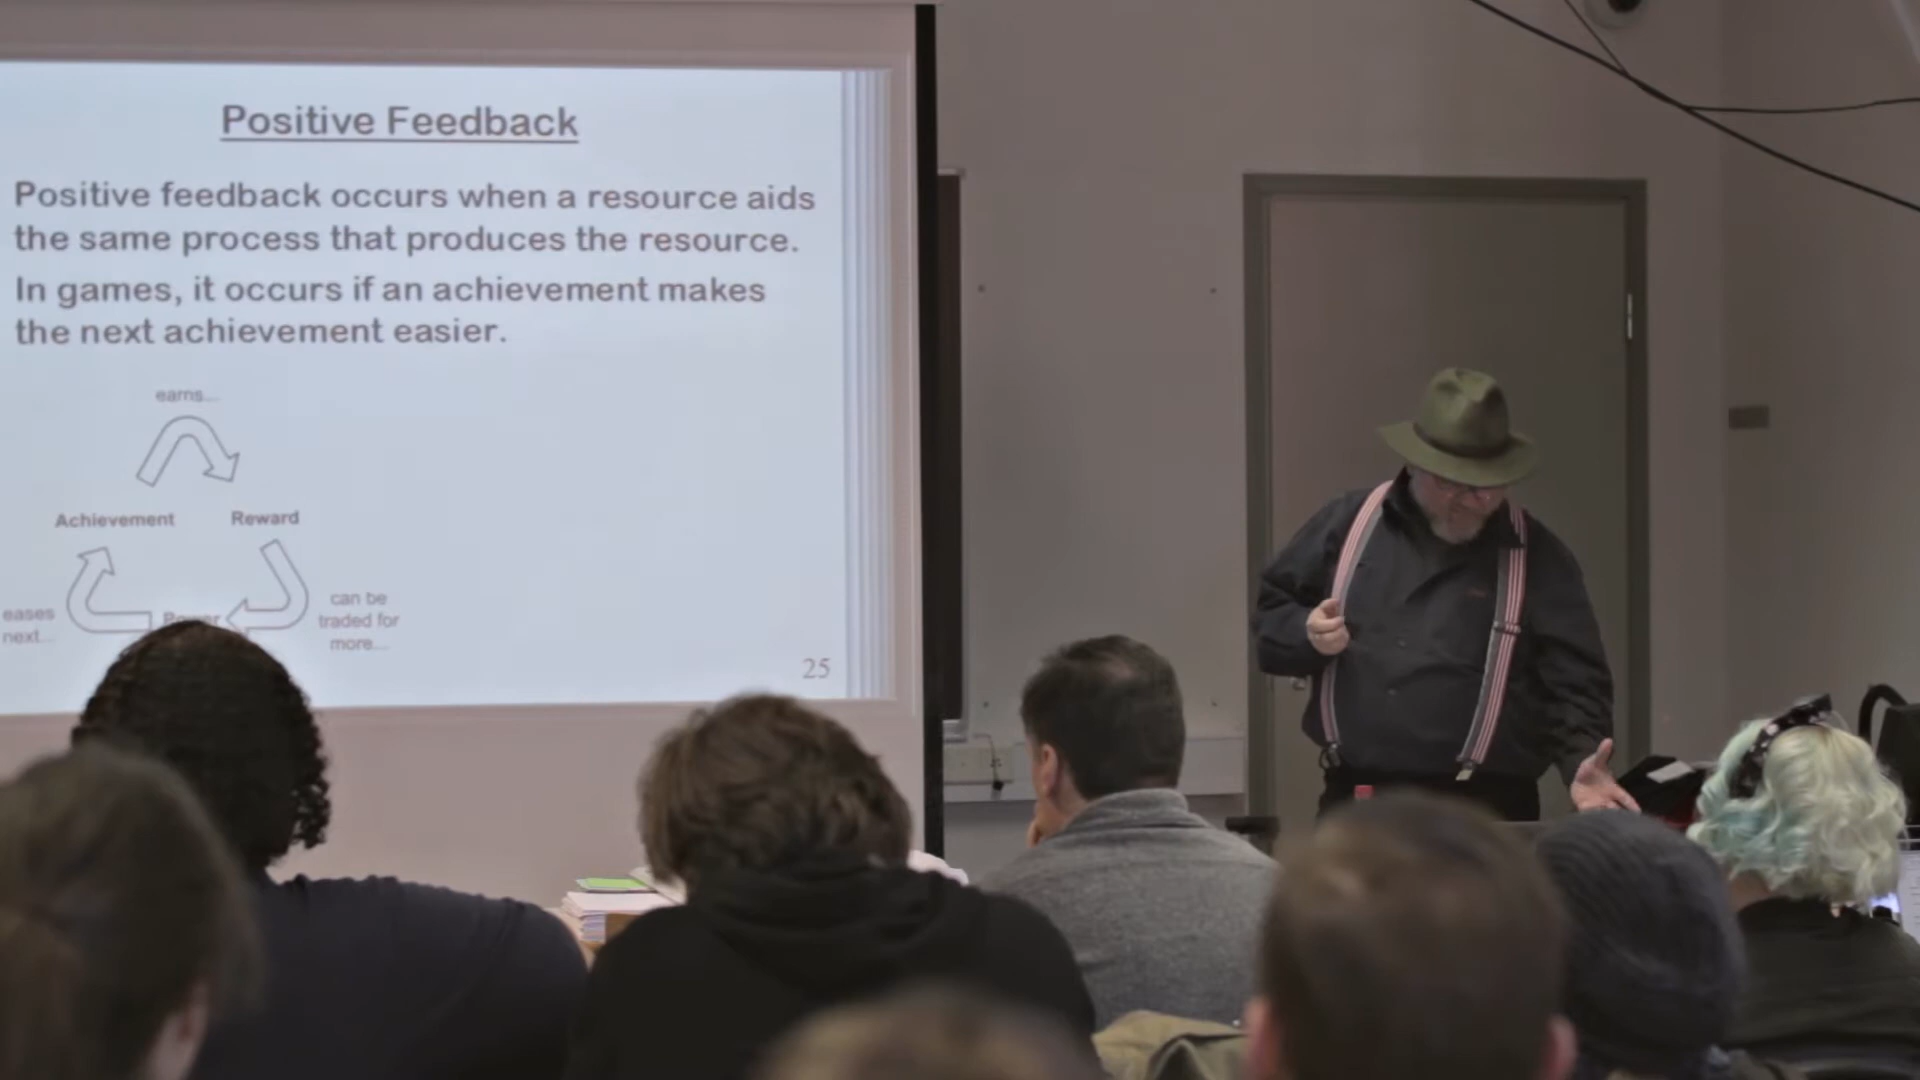 Positive Feedback
Positive feedback occurs when a resource aids
the same process that produces the resource.
In games, it occurs if an achievement makes
the next achievement easier.
earns...
Achievement
Reward
eases
next...
Power
can be
traded for
more...
25